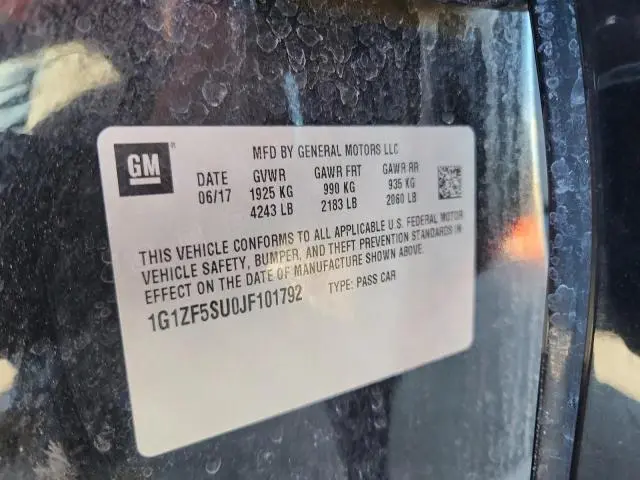 GM
MFD BY GENERAL MOTORS LLC
DATE GVWR GAWR FRT GAWR RR
06/17 1925 KG 990 KG 935 KG
4243 LB 2183 LB 2060 LB
THIS VEHICLE CONFORMS TO ALL APPLICABLE U.S. FEDERAL MOTOR
VEHICLE SAFETY, BUMPER, AND THEFT PREVENTION STANDARDS IN
EFFECT ON THE DATE OF MANUFACTURE SHOWN ABOVE.
1G1ZF5SU0JF101792 TYPE: PASS CAR